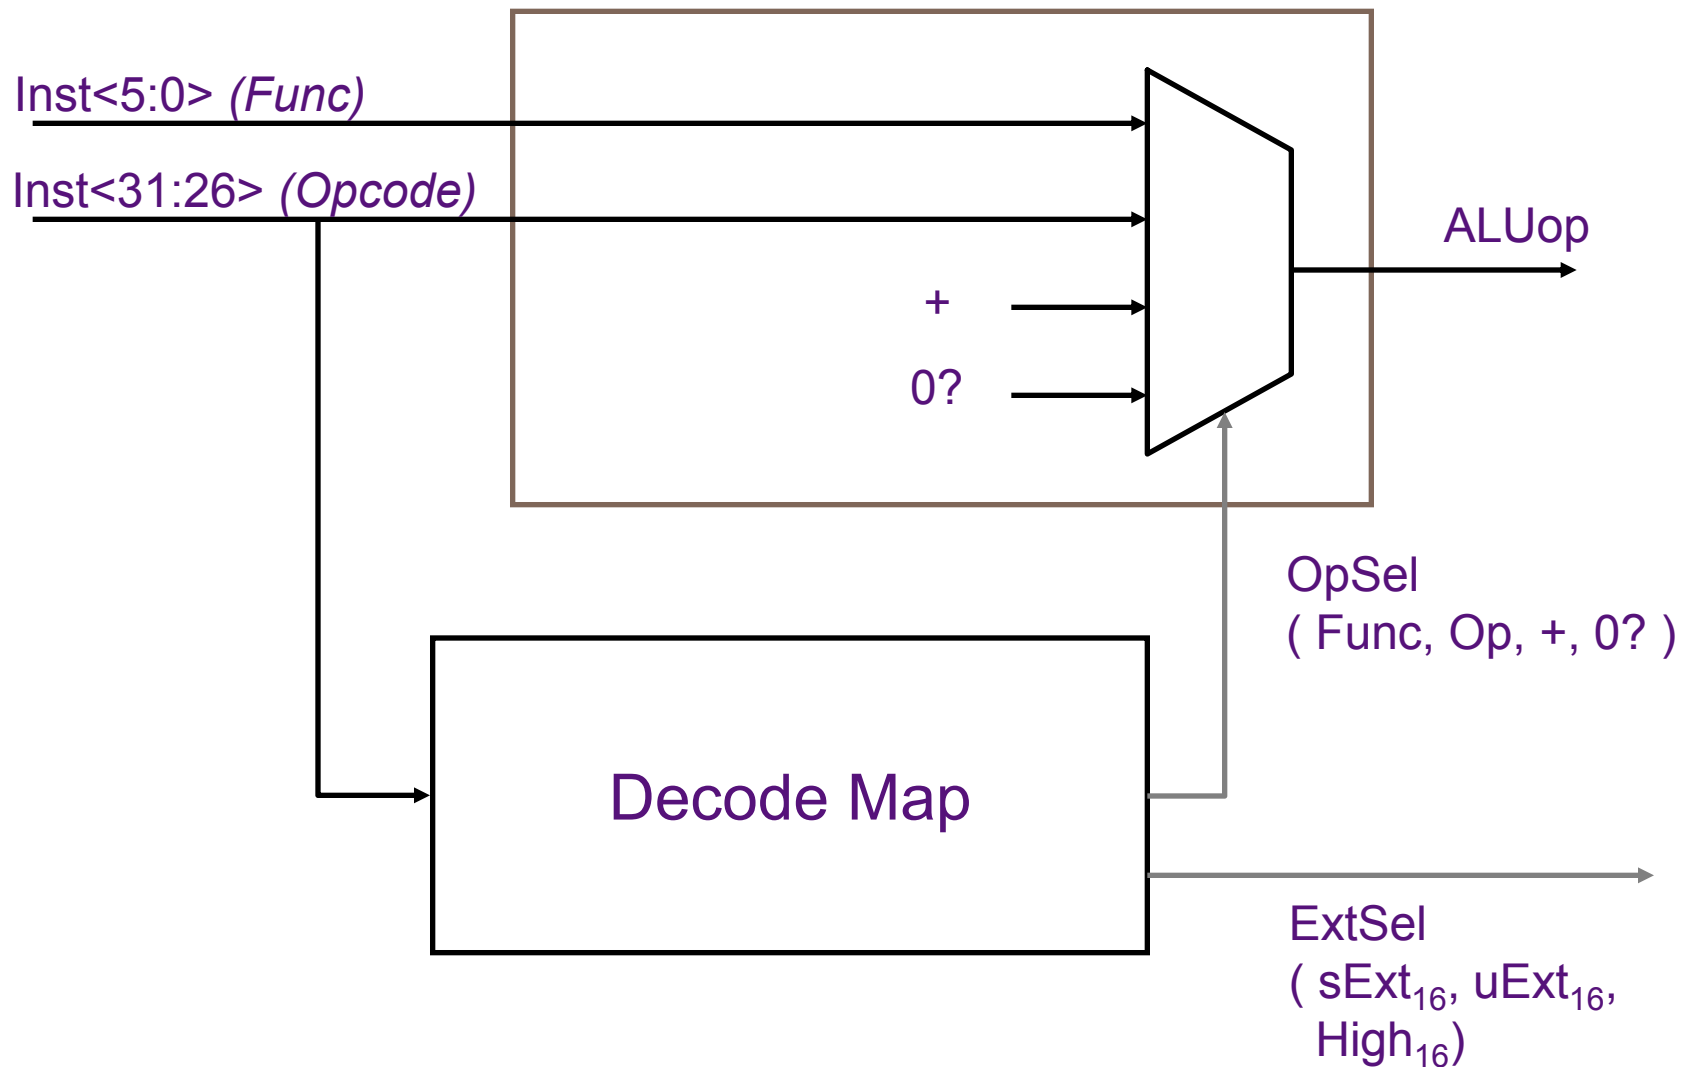 Inst<5:0> (Func)
Inst<31:26> (Opcode)
ALUop
+
0?
OpSel
( Func, Op, +, 0? )
Decode Map
ExtSel
( sExt16, uExt16,
High16)